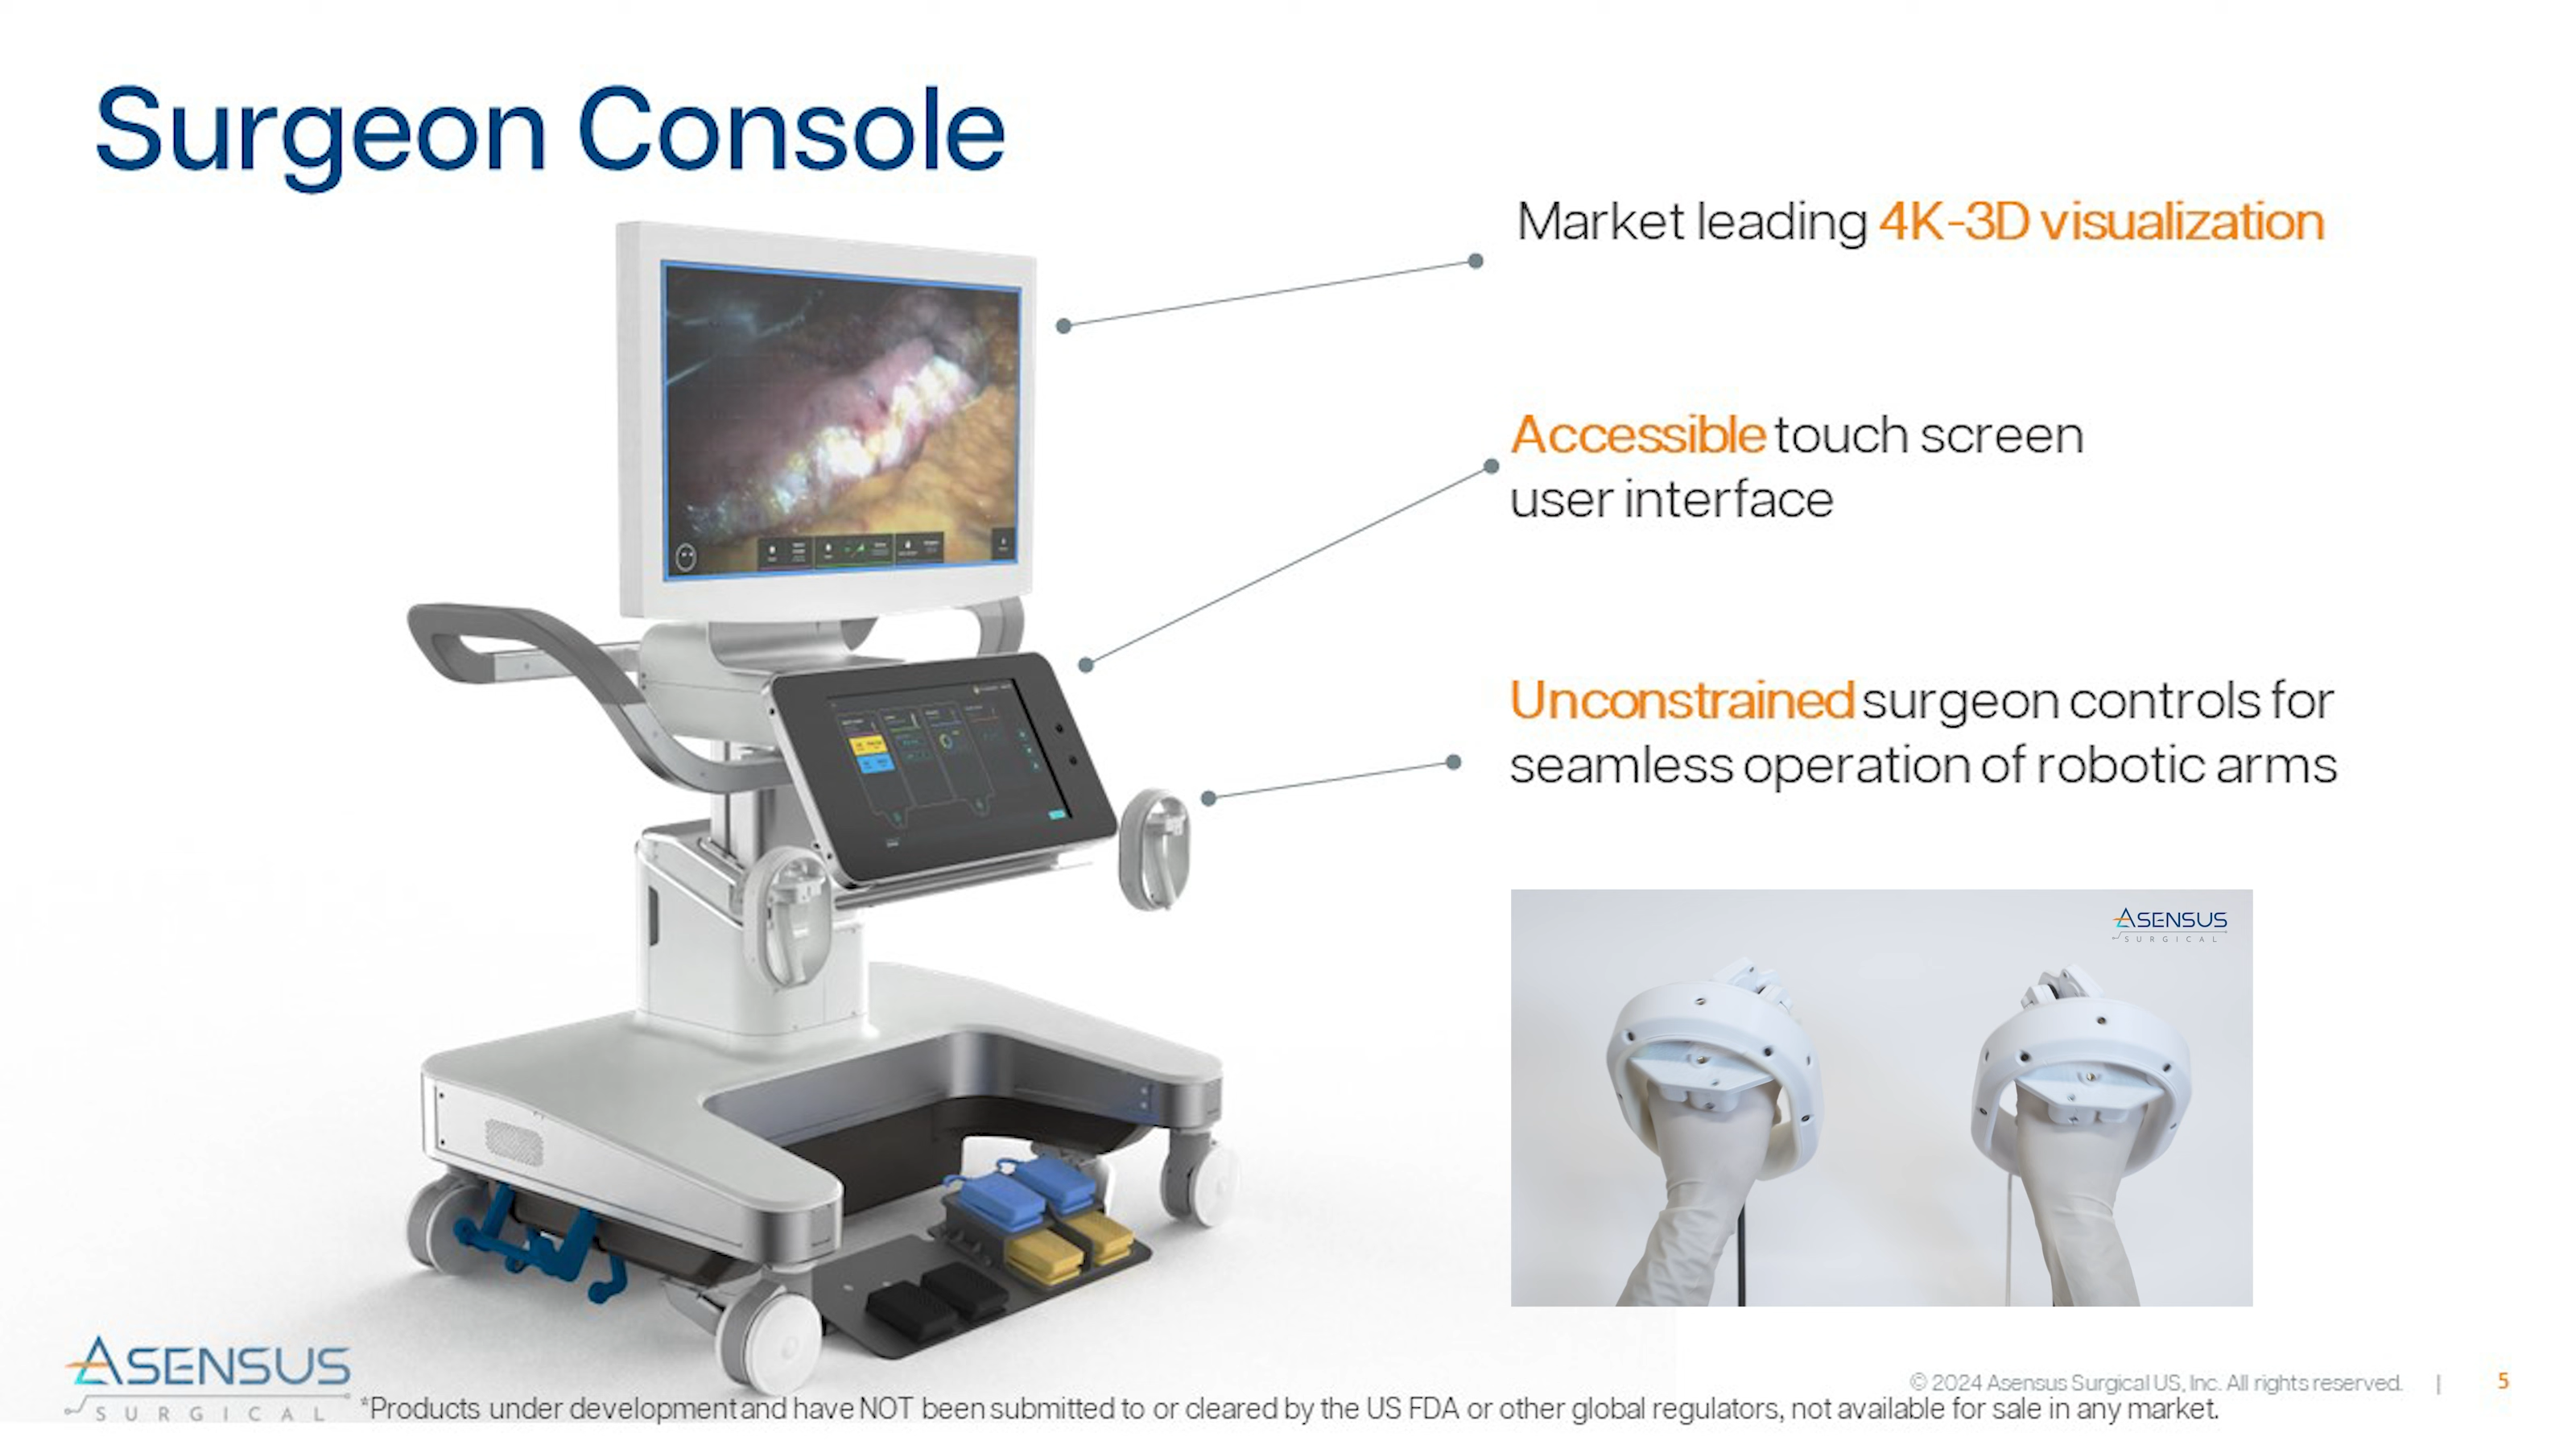 Surgeon Console
Market leading 4K-3D visualization
Accessible touch screen
user interface
Unconstrained surgeon controls for
seamless operation of robotic arms
ASENSUS
SURGICAL
ASENSUS
SURGICAL
© 2024 Asensus Surgical US, Inc. All rights reserved. | 5
*Products under development and have NOT been submitted to or cleared by the US FDA or other global regulators, not available for sale in any market.